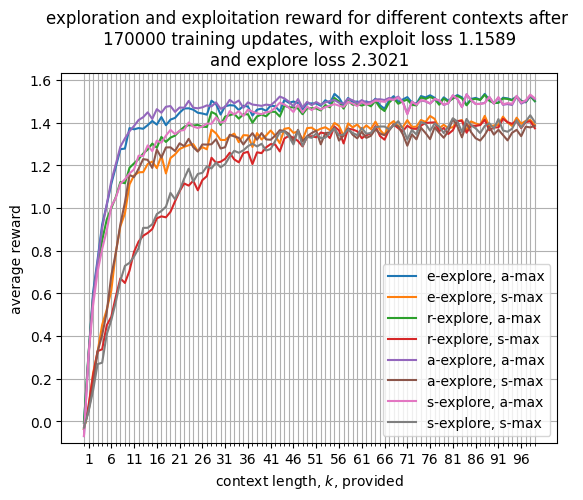 exploration and exploitation reward for different contexts after
170000 training updates, with exploit loss 1.1589
and explore loss 2.3021
1.6
1.4
1.2
1.0
0.8
0.6
0.4
0.2
0.0
average reward
e-explore, a-max
e-explore, s-max
r-explore, a-max
r-explore, s-max
a-explore, a-max
a-explore, s-max
s-explore, a-max
s-explore, s-max
1 6 11 16 21 26 31 36 41 46 51 56 61 66 71 76 81 86 91 96
context length, k, provided